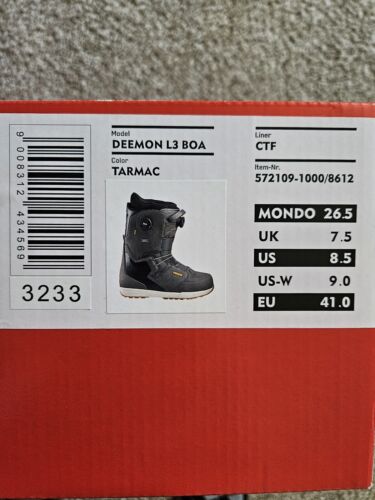 9 008312 434569
3233
Model
DEEMON L3 BOA
Color
TARMAC
Liner
CTF
Item-Nr.
572109-1000/8612
MONDO 26.5
UK 7.5
US 8.5
US-W 9.0
EU 41.0